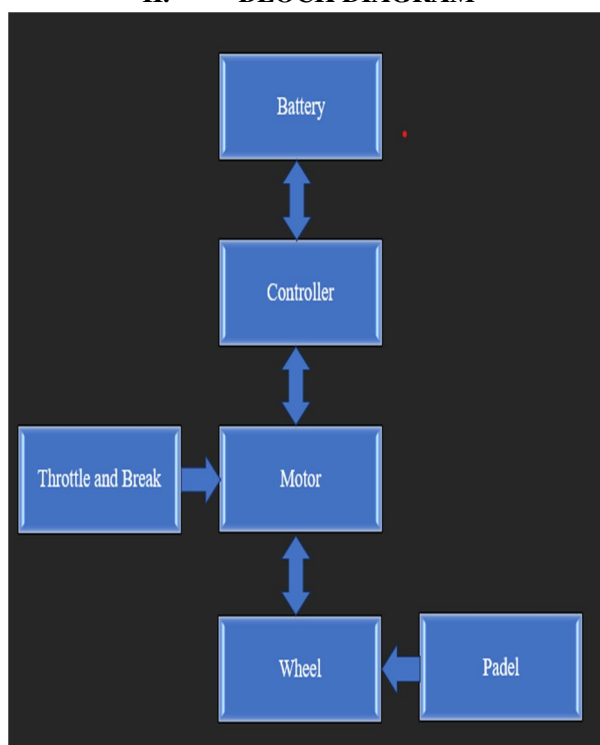 II. BLOCK DIAGRAM
Battery
Controller
Throttle and Break
Motor
Wheel
Padel